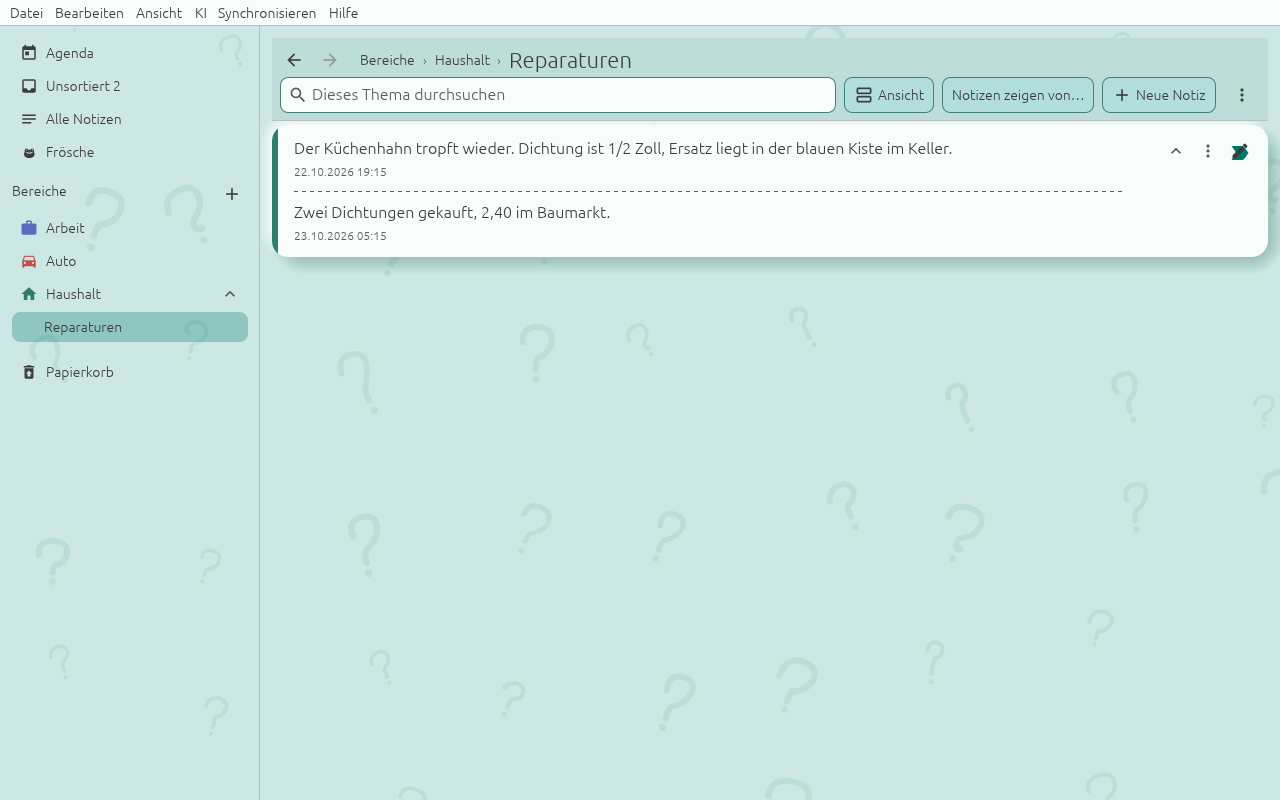 Datei Bearbeiten Ansicht KI Synchronisieren Hilfe
Agenda
Unsortiert 2
Alle Notizen
Frösche
Bereiche
Arbeit
Auto
Haushalt
Reparaturen
Papierkorb
Bereiche › Haushalt › Reparaturen
Dieses Thema durchsuchen
Ansicht
Notizen zeigen von…
Neue Notiz
Der Küchenhahn tropft wieder. Dichtung ist 1/2 Zoll, Ersatz liegt in der blauen Kiste im Keller.
22.10.2026 19:15
Zwei Dichtungen gekauft, 2,40 im Baumarkt.
23.10.2026 05:15